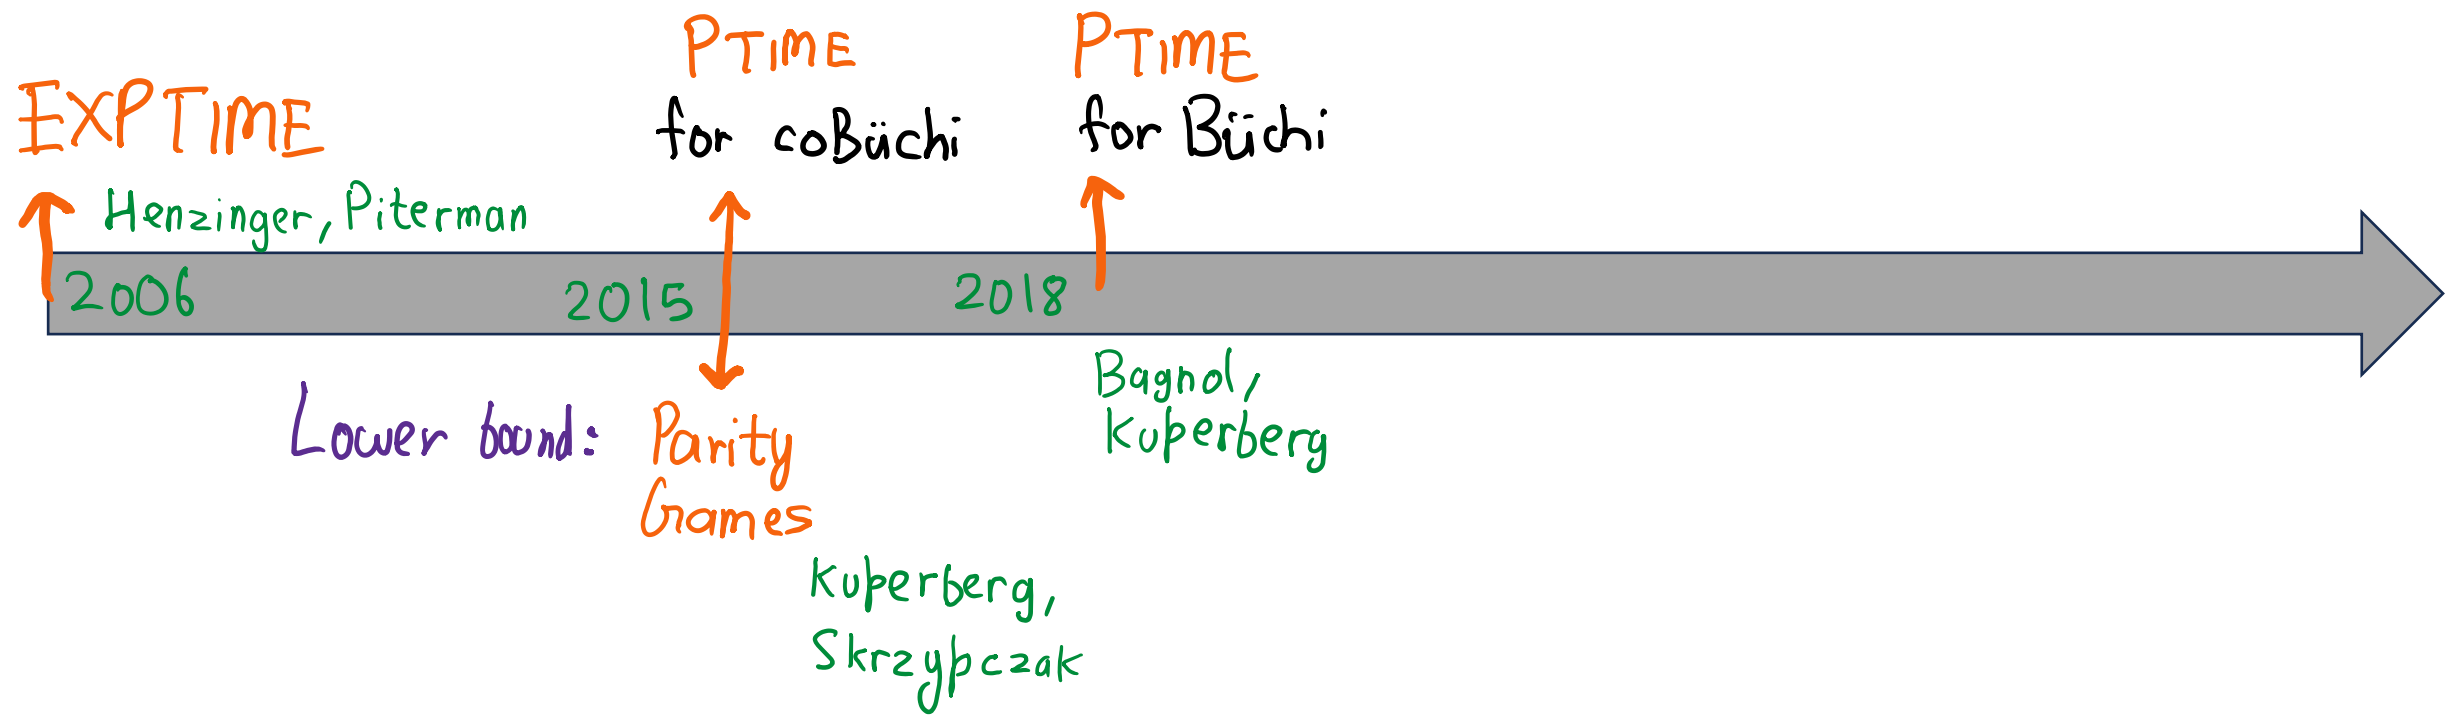 EXPTIME
Henzinger, Piterman
2006
PTIME
for coBüchi
2015
PTIME
for Büchi
2018
Lower bound:
Parity
Games
Kuperberg,
Skrzypczak
Bagnol,
Kuperberg